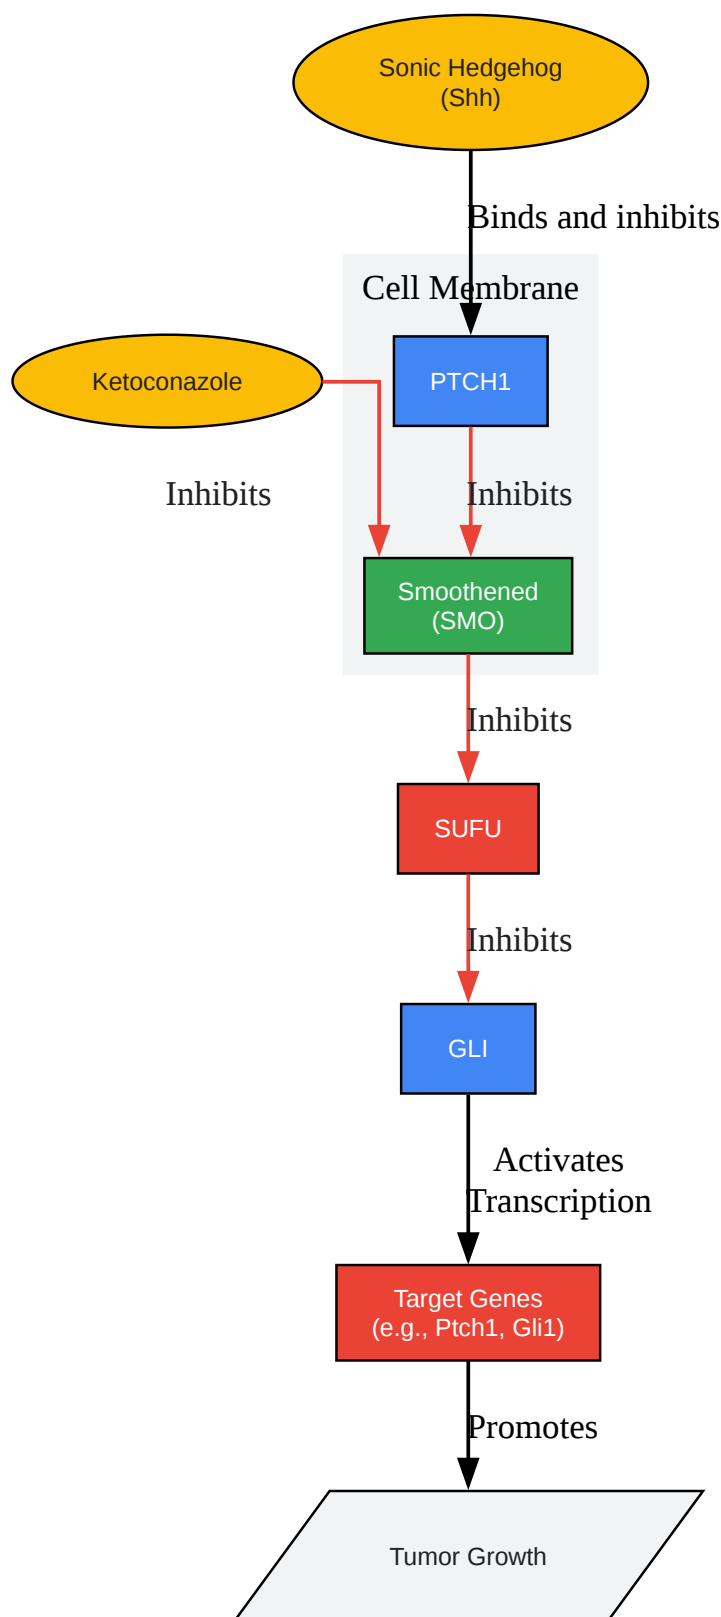 Sonic Hedgehog
(Shh)
Binds and inhibits
Cell Membrane
Ketoconazole
PTCH1
Inhibits
Inhibits
Smoothened
(SMO)
Inhibits
SUFU
Inhibits
GLI
Activates
Transcription
Target Genes
(e.g., Ptch1, Gli1)
Promotes
Tumor Growth